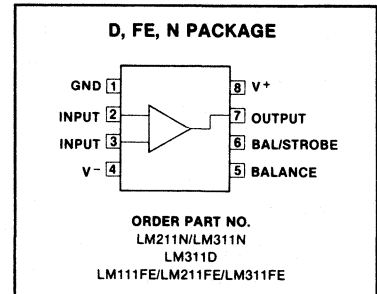 D, FE, N PACKAGE
GND 1
INPUT 2
INPUT 3
V- 4
8 V+
7 OUTPUT
6 BAL/STROBE
5 BALANCE
ORDER PART NO.
LM211N/LM311N
LM311D
LM111FE/LM211FE/LM311FE